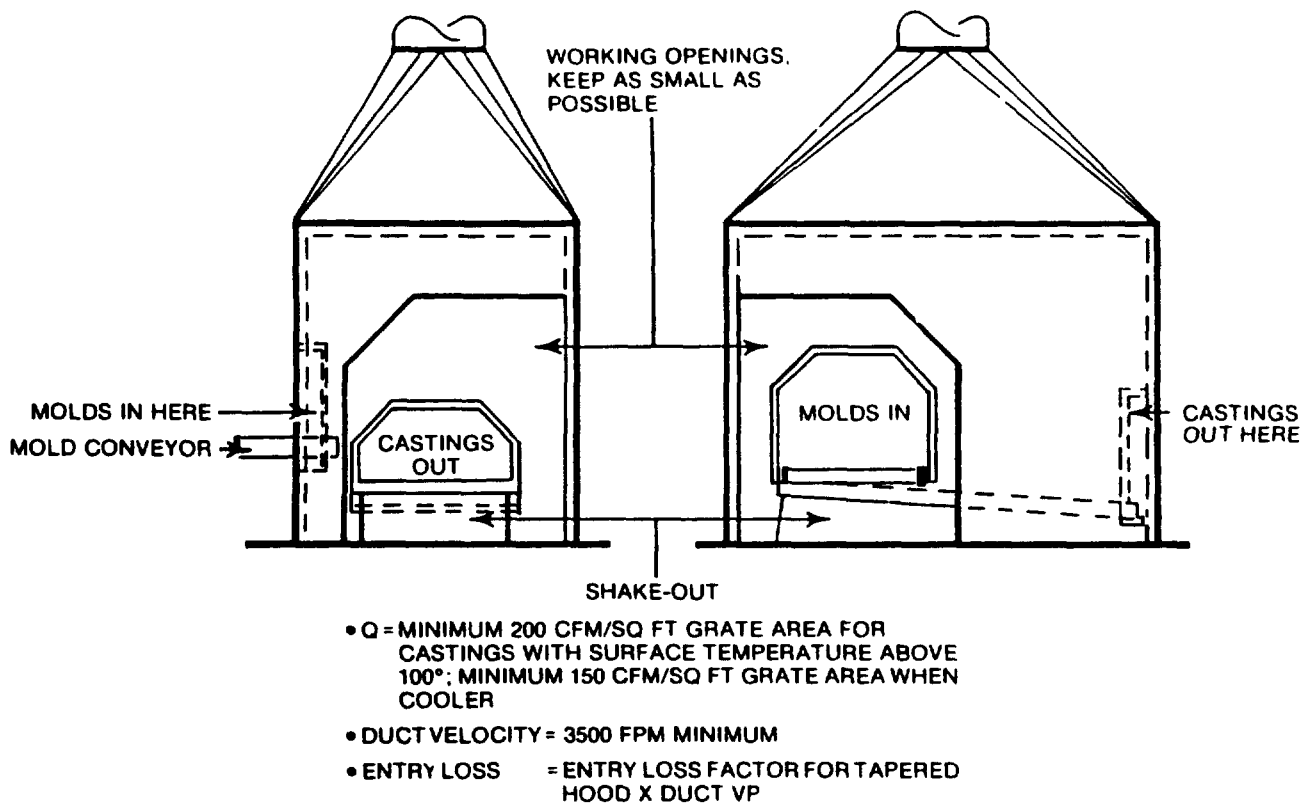 WORKING OPENINGS,
KEEP AS SMALL AS
POSSIBLE
MOLDS IN HERE
MOLD CONVEYOR
CASTINGS
OUT
MOLDS IN
CASTINGS
OUT HERE
SHAKE-OUT
• Q = MINIMUM 200 CFM/SQ FT GRATE AREA FOR
CASTINGS WITH SURFACE TEMPERATURE ABOVE
100°; MINIMUM 150 CFM/SQ FT GRATE AREA WHEN
COOLER
• DUCT VELOCITY = 3500 FPM MINIMUM
• ENTRY LOSS = ENTRY LOSS FACTOR FOR TAPERED
HOOD X DUCT VP